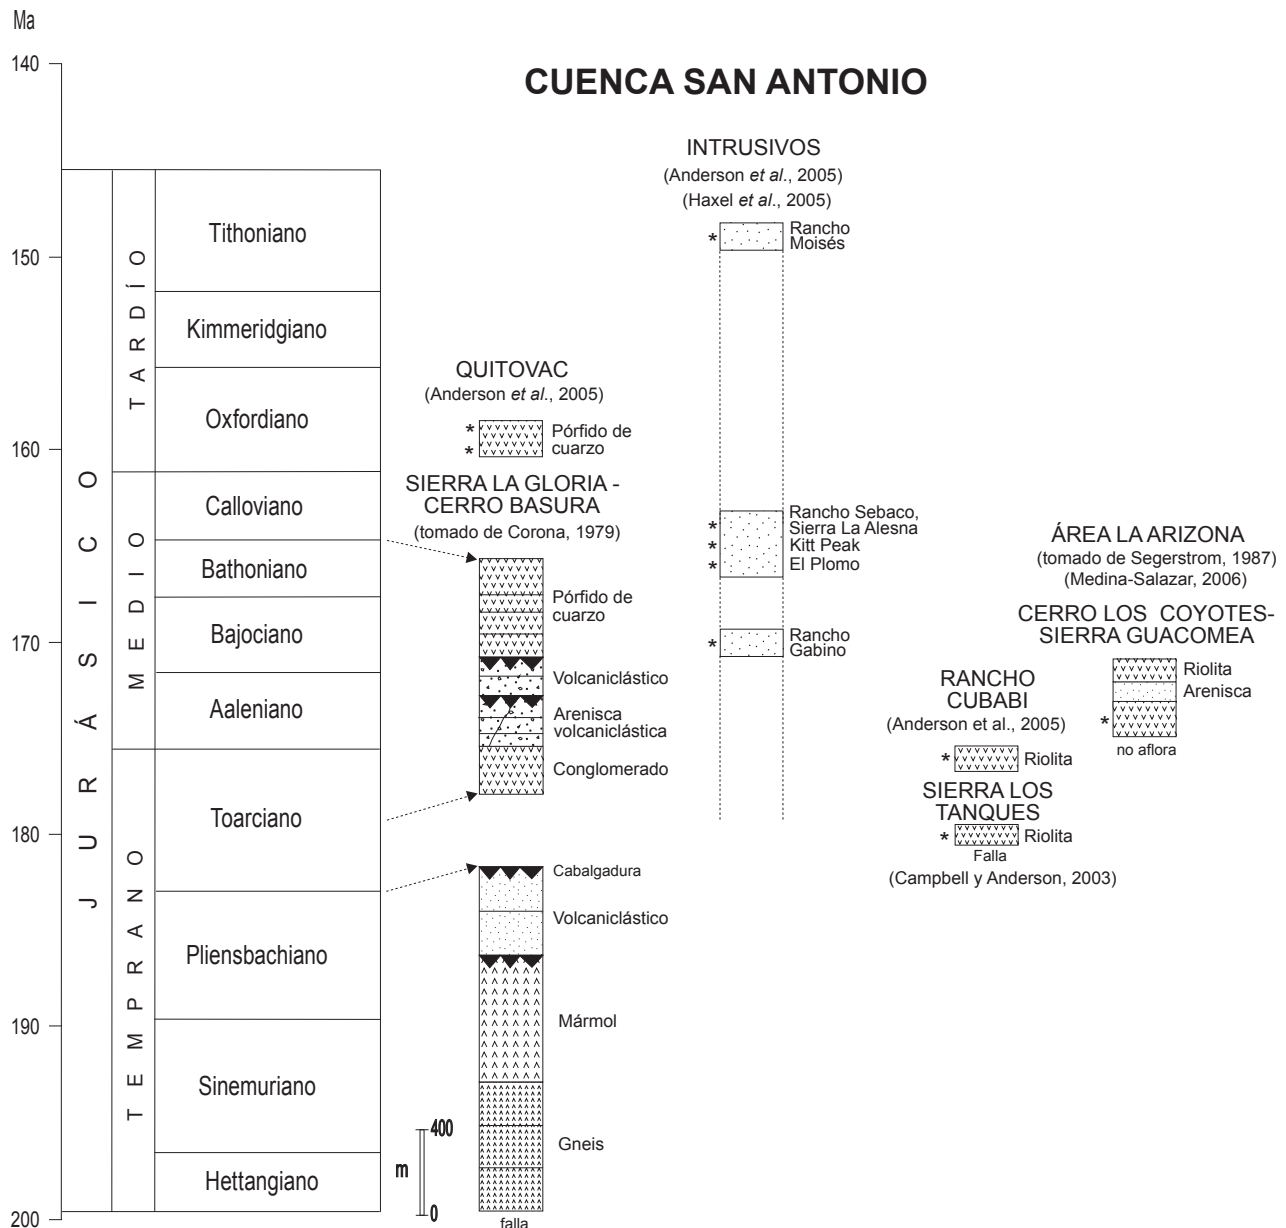 Ma
140
150
160
170
180
190
200
CUENCA SAN ANTONIO
JURÁSICO
TARDÍO
MEDIO
TEMPRANO
Tithoniano
Kimmeridgiano
Oxfordiano
Calloviano
Bathoniano
Bajociano
Aaleniano
Toarciano
Pliensbachiano
Sinemuriano
Hettangiano
QUITOVAC
(Anderson et al., 2005)
*
*
Pórfido de
cuarzo
SIERRA LA GLORIA -
CERRO BASURA
(tomado de Corona, 1979)
Pórfido de
cuarzo
Volcaniclástico
Arenisca
volcaniclástica
Conglomerado
Cabalgadura
Volcaniclástico
Mármol
Gneis
falla
400
m
0
INTRUSIVOS
(Anderson et al., 2005)
(Haxel et al., 2005)
* Rancho
Moisés
Rancho Sebaco,
* Sierra La Alesna
* Kitt Peak
* El Plomo
* Rancho
Gabino
RANCHO
CUBABI
(Anderson et al., 2005)
* Riolita
SIERRA LOS
TANQUES
* Riolita
Falla
(Campbell y Anderson, 2003)
ÁREA LA ARIZONA
(tomado de Segerstrom, 1987)
(Medina-Salazar, 2006)
CERRO LOS COYOTES-
SIERRA GUACOMEA
Riolita
Arenisca
*
no aflora